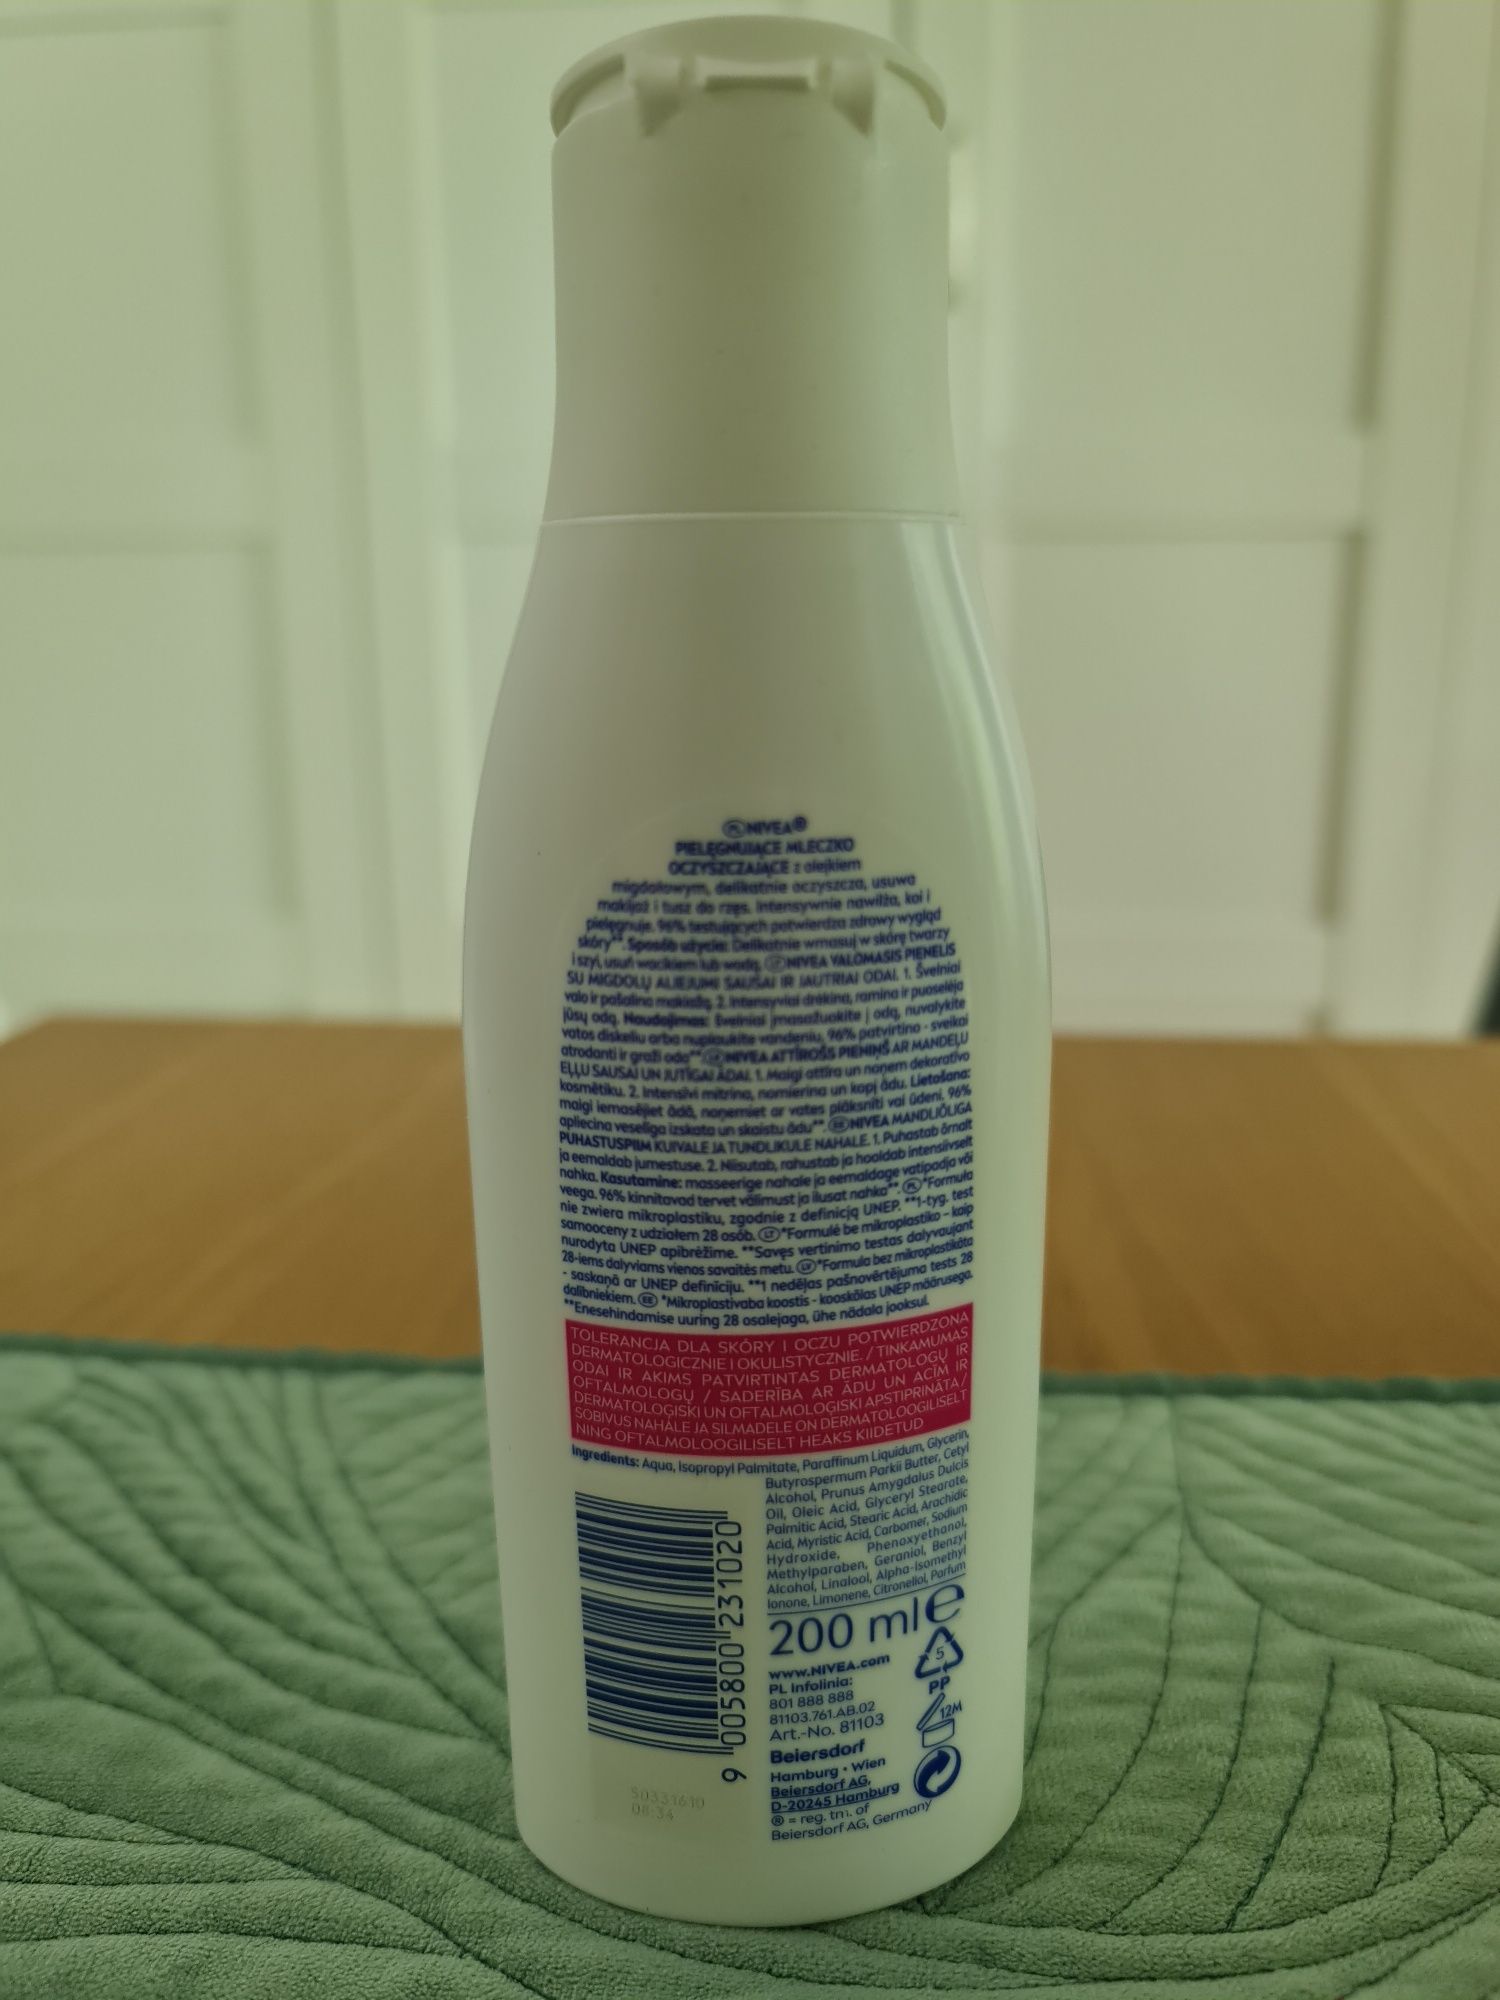 PL NIVEA®
PIELĘGNUJĄCE MLECZKO
OCZYSZCZAJĄCE z olejkiem
migdałowym, delikatnie oczyszcza, usuwa
makijaż i tusz do rzęs. Intensywnie nawilża, koi i
pielęgnuje. 96% testujących potwierdza zdrowy wygląd
skóry**. Sposób użycia: Delikatnie wmasuj w skórę twarzy
i szyi, usuń wacikiem lub wodą. LT NIVEA VALOMASIS PIENELIS
SU MIGDOLŲ ALIEJUMI SAUSAI IR JAUTRIAI ODAI. 1. Švelniai
valo ir pašalina makiažą. 2. Intensyviai drėkina, ramina ir puoselėja
jūsų odą. Naudojimas: švelniai įmasažuokite į odą, nuvalykite
vatos diskeliu arba nuplaukite vandeniu. 96% patvirtino - sveikai
atrodanti ir graži oda** LV NIVEA ATTĪROŠS PIENIŅŠ AR MANDEĻU
EĻĻU SAUSAI UN JUTĪGAI ĀDAI. 1. Maigi attīra un noņem dekoratīvo
kosmētiku. 2. Intensīvi mitrina, nomierina un kopj ādu. Lietošana:
maigi iemasējiet ādā, noņemiet ar vates plāksnīti vai ūdeni. 96%
apliecina veselīga izskata un skaistu ādu**. EE NIVEA MANDLIÕLIGA
PUHASTUSPIIM KUIVALE JA TUNDLIKULE NAHALE. 1. Puhastab õrnalt
ja eemaldab jumestuse. 2. Niisutab, rahustab ja hooldab intensiivselt
nahka. Kasutamine: masseerige nahale ja eemaldage vatipadja või
veega. 96% kinnitavad tervet välimust ja ilusat nahka**. PL *Formuła
nie zwiera mikroplastiku, zgodnie z definicją UNEP. **1-tyg. test
samooceny z udziałem 28 osób. LT *Formulė be mikroplastiko - kaip
nurodyta UNEP apibrėžime. **Savęs vertinimo testas dalyvaujant
28-iems dalyviams vienos savaitės metu. LV *Formula bez mikroplastikāta
- saskaņā ar UNEP definīciju. **1 nedēļas pašnovērtējuma tests 28
dalībniekiem. EE *Mikroplastivaba koostis - kooskõlas UNEP määrusega.
**Enesehindamise uuring 28 osalejaga, ühe nädala jooksul.
TOLERANCJA DLA SKÓRY I OCZU POTWIERDZONA
DERMATOLOGICZNIE I OKULISTYCZNIE. / TINKAMUMAS
ODAI IR AKIMS PATVIRTINTAS DERMATOLOGŲ IR
OFTALMOLOGŲ / SADERĪBA AR ĀDU UN ACĪM IR
DERMATOLOĢISKI UN OFTALMOLOĢISKI APSTIPRINĀTA /
SOBIVUS NAHALE JA SILMADELE ON DERMATOLOOGILISELT
NING OFTALMOLOOGILISELT HEAKS KIIDETUD
Ingredients: Aqua, Isopropyl Palmitate, Paraffinum Liquidum, Glycerin,
Butyrospermum Parkii Butter, Cetyl
Alcohol, Prunus Amygdalus Dulcis
Oil, Oleic Acid, Glyceryl Stearate,
Palmitic Acid, Stearic Acid, Arachidic
Acid, Myristic Acid, Carbomer, Sodium
Hydroxide, Phenoxyethanol,
Methylparaben, Geraniol, Benzyl
Alcohol, Linalool, Alpha-Isomethyl
Ionone, Limonene, Citronellol, Parfum
200 ml e
www.NIVEA.com
PL Infolinia:
801 888 888
81103.761.AB.02
Art.-No. 81103
Beiersdorf
Hamburg • Wien
Beiersdorf AG,
D-20245 Hamburg
® = reg. tm. of
Beiersdorf AG, Germany
5
PP
12M
9 005800 231020
50331610
08:34